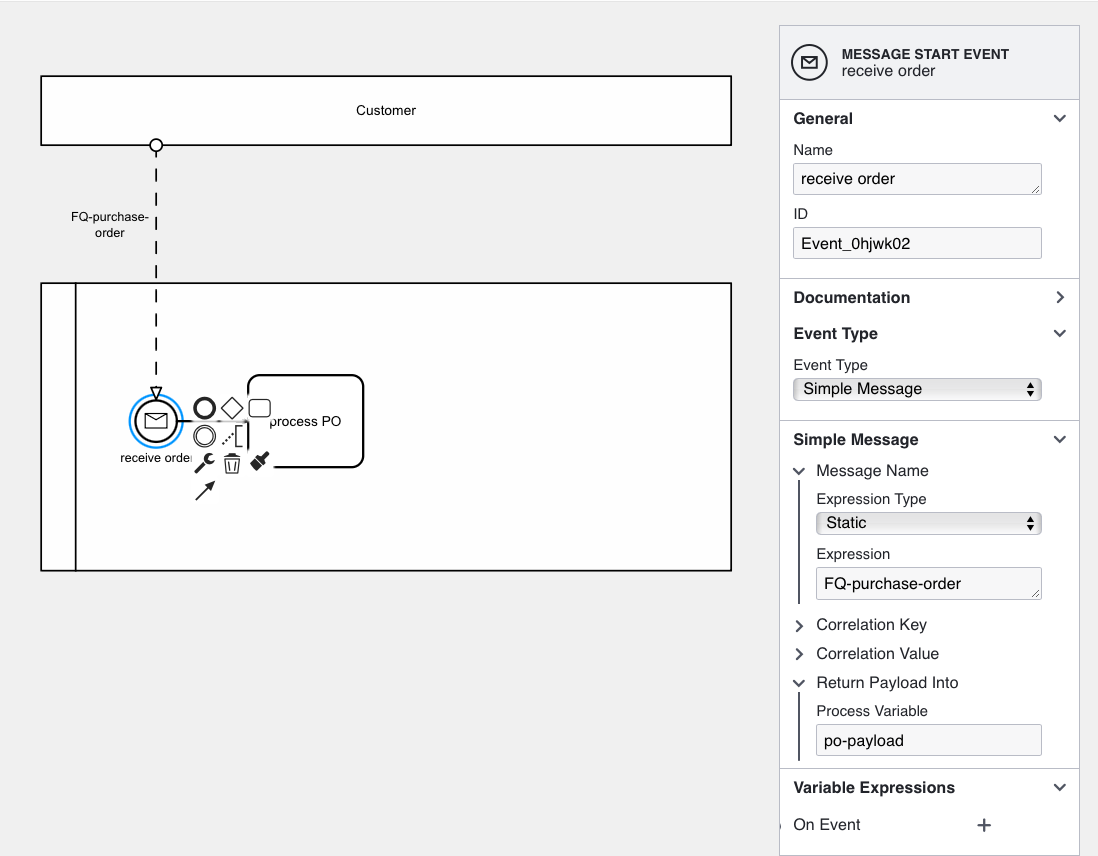 Customer
FQ-purchase-
order
receive order
process PO
MESSAGE START EVENT
receive order
General
Name
receive order
ID
Event_0hjwk02
Documentation
Event Type
Event Type
Simple Message
Simple Message
Message Name
Expression Type
Static
Expression
FQ-purchase-order
Correlation Key
Correlation Value
Return Payload Into
Process Variable
po-payload
Variable Expressions
On Event